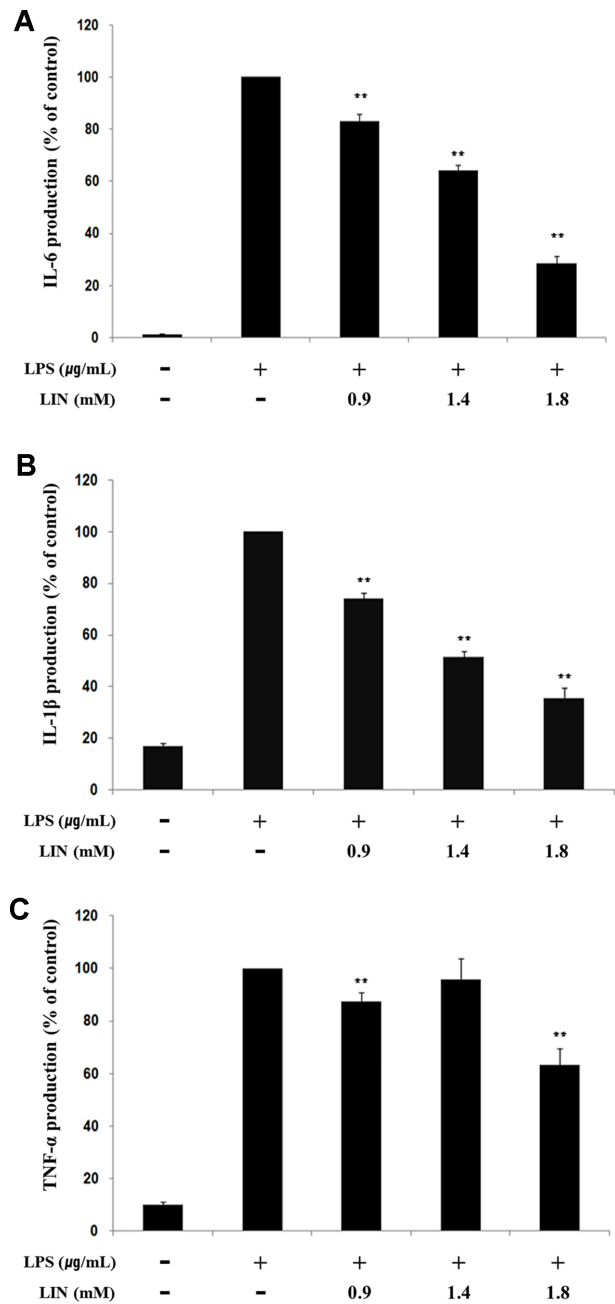 A
IL-6 production (% of control)
120
100
80
60
40
20
0
**
**
**
LPS (㎍/mL) - + + + +
LIN (mM) - - 0.9 1.4 1.8
B
IL-1β production (% of control)
120
100
80
60
40
20
0
**
**
**
LPS (㎍/mL) - + + + +
LIN (mM) - - 0.9 1.4 1.8
C
TNF-α production (% of control)
120
100
80
60
40
20
0
**
**
LPS (㎍/mL) - + + + +
LIN (mM) - - 0.9 1.4 1.8